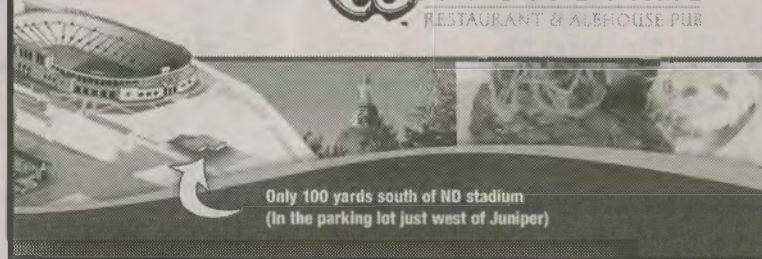 RESTAURANT & ALEHOUSE PUB
Only 100 yards south of ND stadium
(In the parking lot just west of Juniper)